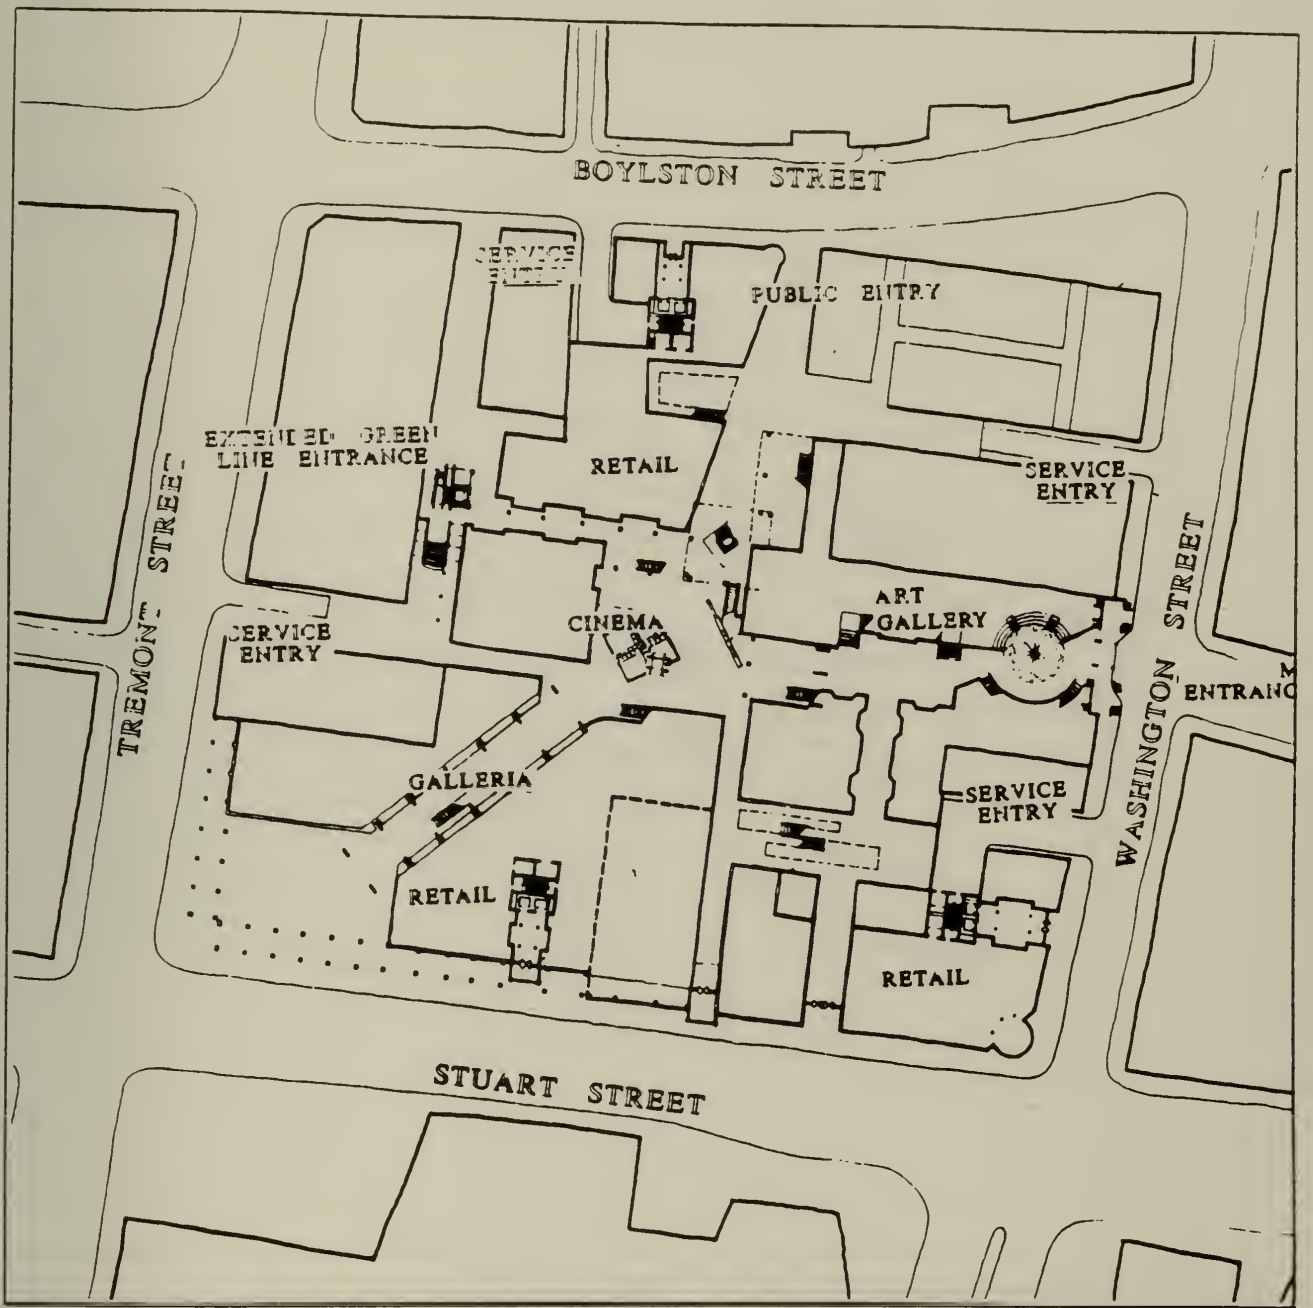 BOYLSTON STREET
SERVICE
ENTRY
PUBLIC ENTRY
EXTENDED GREEN
LINE ENTRANCE
RETAIL
SERVICE
ENTRY
TREMONT STREET
SERVICE
ENTRY
CINEMA
ART
GALLERY
WASHINGTON STREET
M
ENTRANC
GALLERIA
SERVICE
ENTRY
RETAIL
RETAIL
STUART STREET